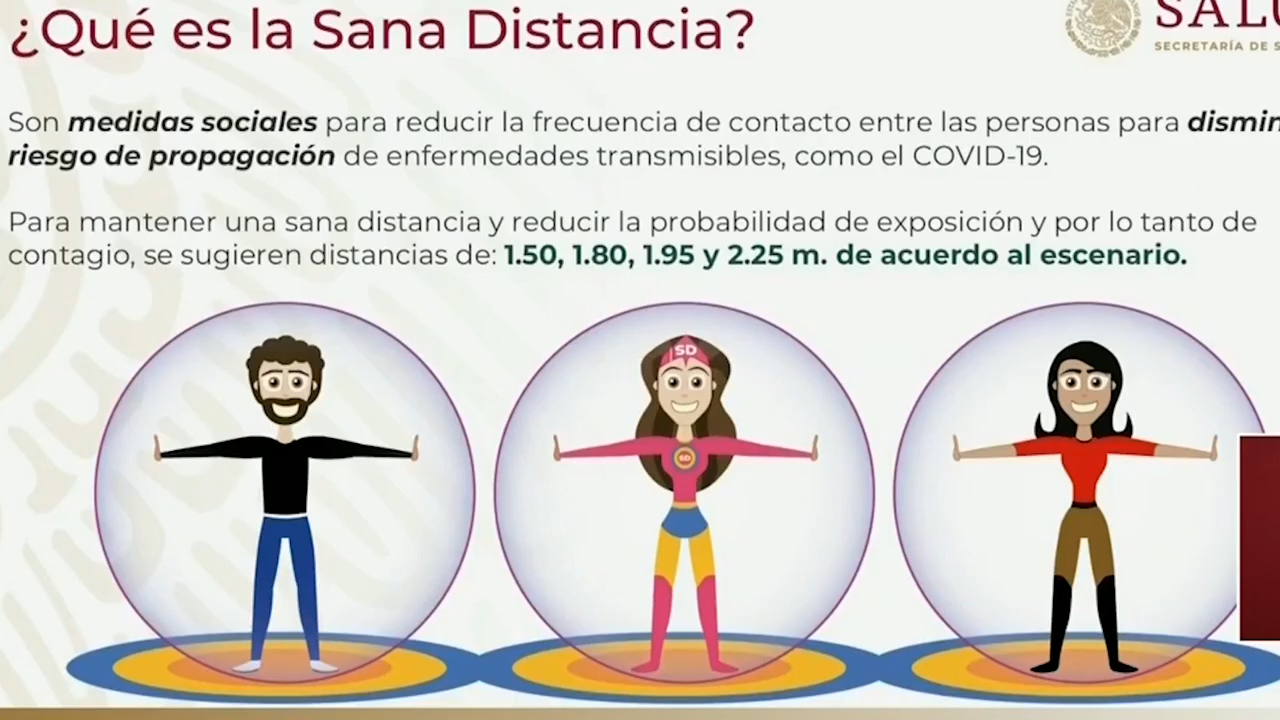 ¿Qué es la Sana Distancia?
SALU
SECRETARÍA DE S
Son medidas sociales para reducir la frecuencia de contacto entre las personas para dismin
riesgo de propagación de enfermedades transmisibles, como el COVID-19.
Para mantener una sana distancia y reducir la probabilidad de exposición y por lo tanto de
contagio, se sugieren distancias de: 1.50, 1.80, 1.95 y 2.25 m. de acuerdo al escenario.
SD
SD